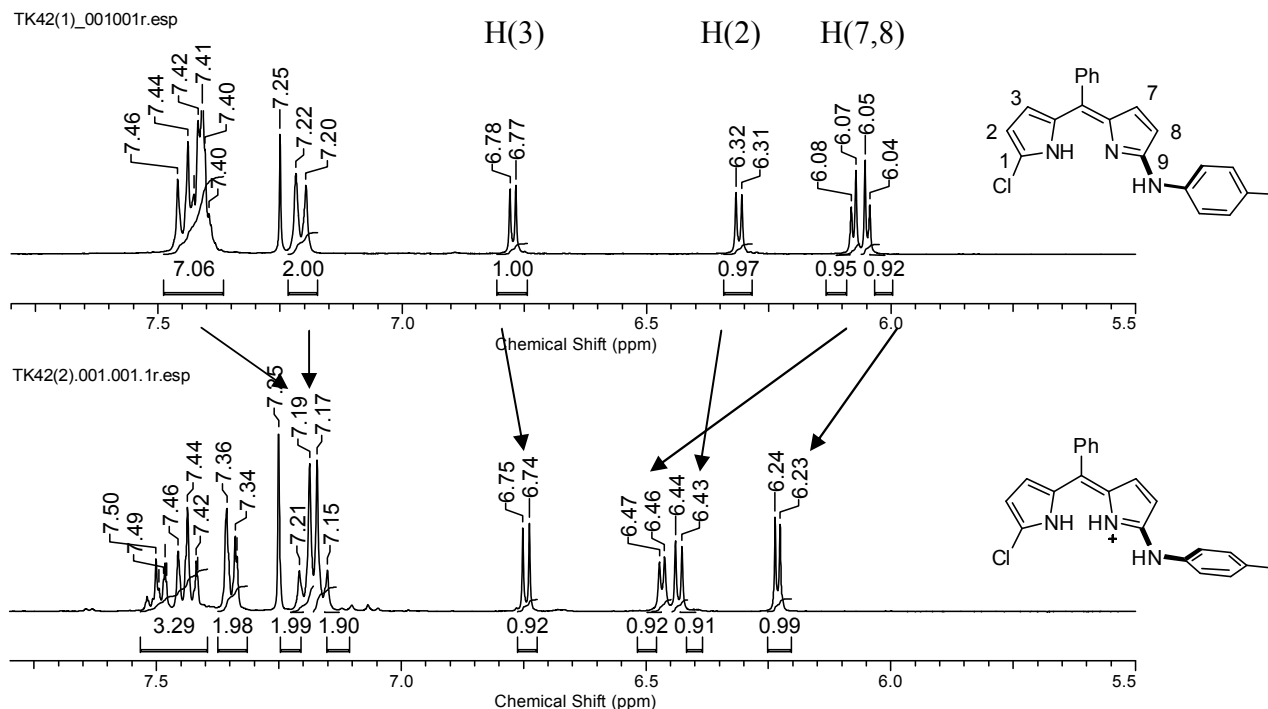 TK42(1)_001001r.esp
H(3) H(2) H(7,8)
7.46 7.44 7.42 7.41 7.40 7.40 7.25 7.22 7.20 6.78 6.77 6.32 6.31 6.08 6.07 6.05 6.04
Ph
3 7
2 8
1 NH N 9
Cl HN
7.06 2.00 1.00 0.97 0.95 0.92
7.5 7.0 6.5 6.0 5.5
Chemical Shift (ppm)
TK42(2).001.001.1r.esp
7.50 7.49 7.46 7.44 7.42 7.36 7.34 7.25 7.21 7.19 7.17 7.15 6.75 6.74 6.47 6.46 6.44 6.43 6.24 6.23
Ph
NH HN
+
Cl HN
3.29 1.98 1.99 1.90 0.92 0.92 0.91 0.99
7.5 7.0 6.5 6.0 5.5
Chemical Shift (ppm)